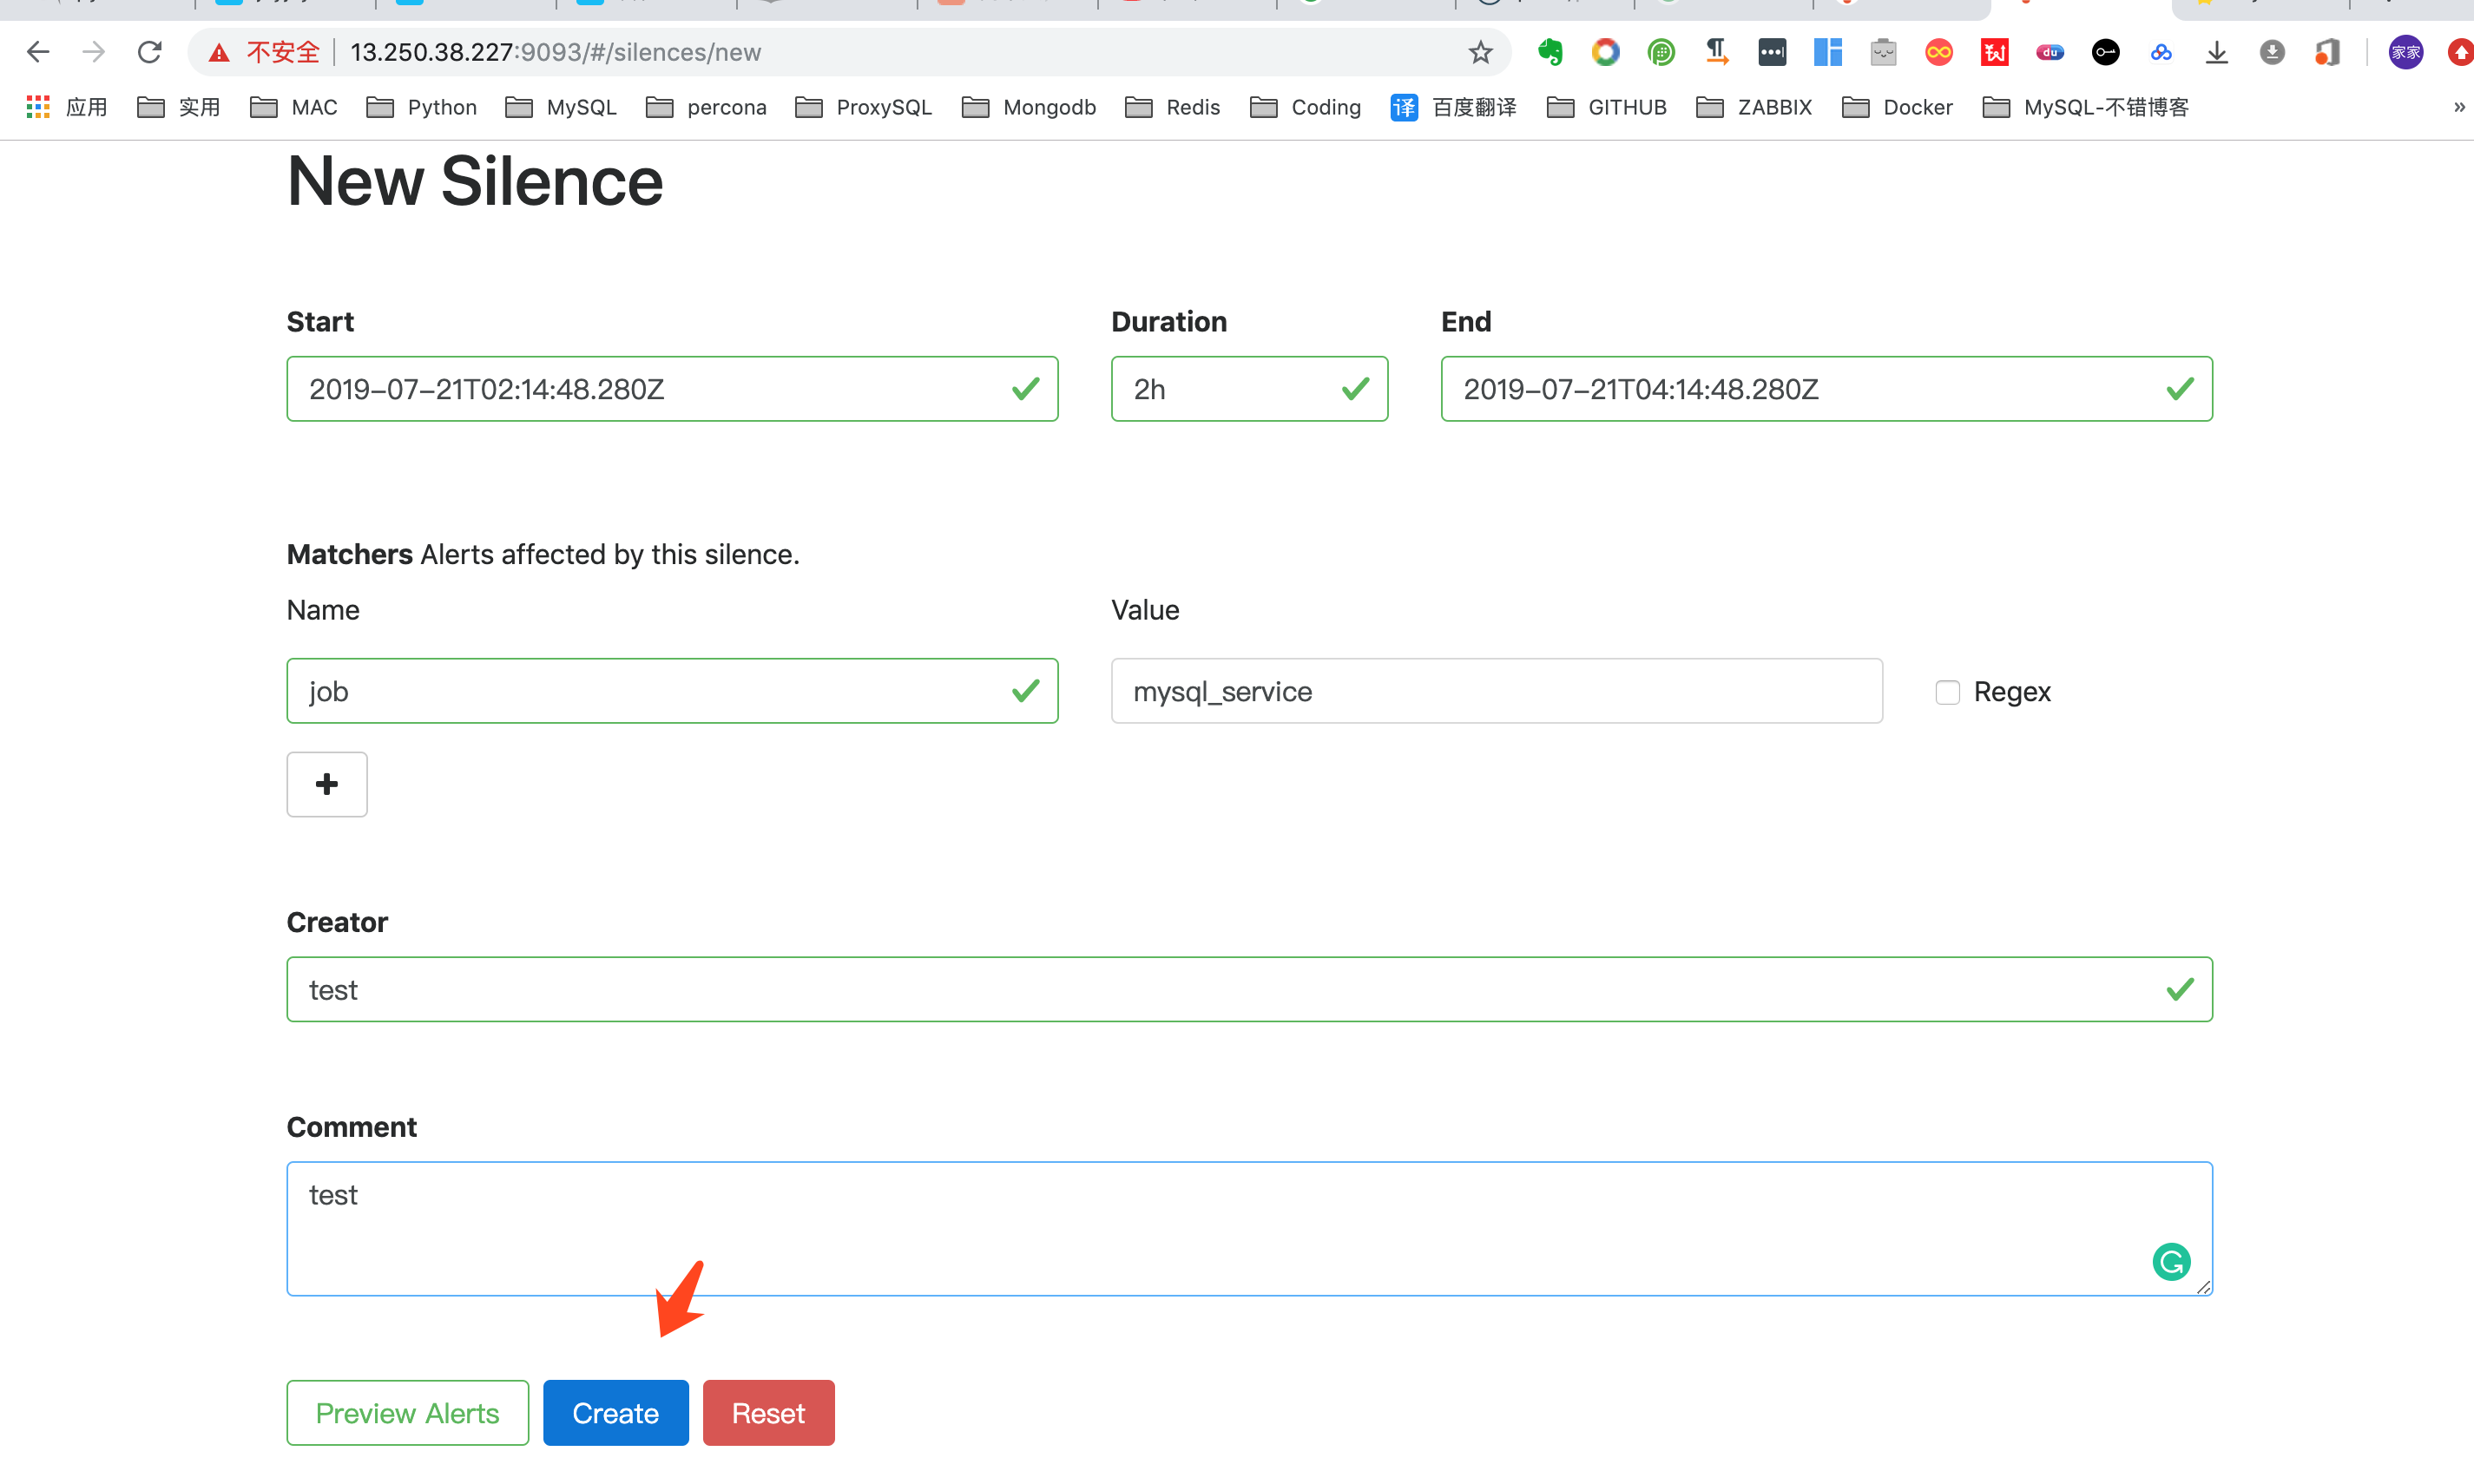 不安全 13.250.38.227:9093/#/silences/new
应用 实用 MAC Python MySQL percona ProxySQL Mongodb Redis Coding 译 百度翻译 GITHUB ZABBIX Docker MySQL-不错博客 »
New Silence
Start Duration End
2019-07-21T02:14:48.280Z 2h 2019-07-21T04:14:48.280Z
Matchers Alerts affected by this silence.
Name Value
job mysql_service Regex
Creator
test
Comment
test
Preview Alerts Create Reset